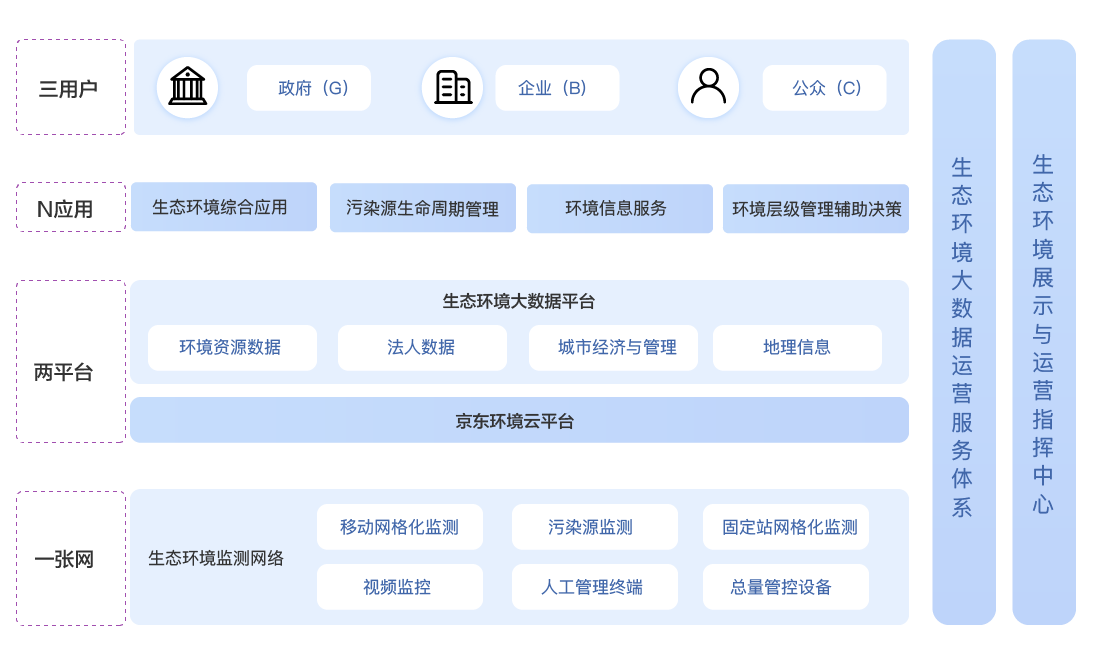 三用户
政府（G）
企业（B）
公众（C）
N应用
生态环境综合应用
污染源生命周期管理
环境信息服务
环境层级管理辅助决策
两平台
生态环境大数据平台
环境资源数据
法人数据
城市经济与管理
地理信息
京东环境云平台
一张网
生态环境监测网络
移动网格化监测
污染源监测
固定站网格化监测
视频监控
人工管理终端
总量管控设备
生态环境大数据运营服务体系
生态环境展示与运营指挥中心